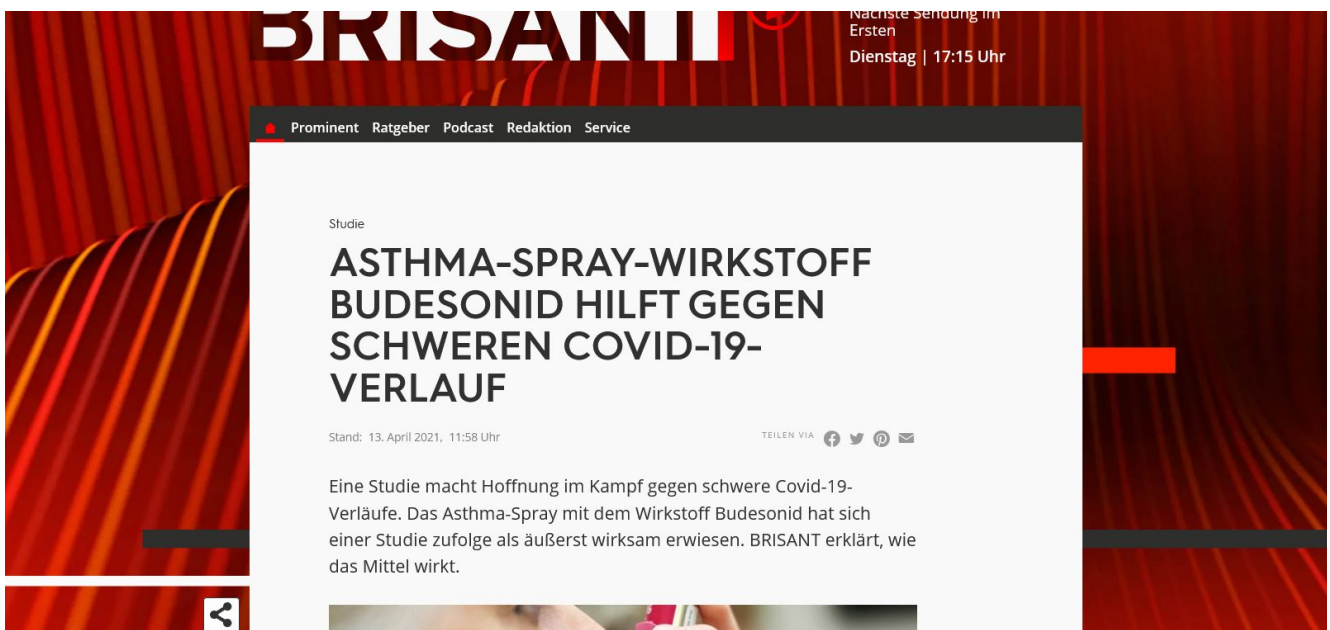 BRISANT
Nächste Sendung im
Ersten
Dienstag | 17:15 Uhr
Prominent Ratgeber Podcast Redaktion Service
Studie
ASTHMA-SPRAY-WIRKSTOFF
BUDESONID HILFT GEGEN
SCHWEREN COVID-19-
VERLAUF
Stand: 13. April 2021, 11:58 Uhr
TEILEN VIA
Eine Studie macht Hoffnung im Kampf gegen schwere Covid-19-
Verläufe. Das Asthma-Spray mit dem Wirkstoff Budesonid hat sich
einer Studie zufolge als äußerst wirksam erwiesen. BRISANT erklärt, wie
das Mittel wirkt.